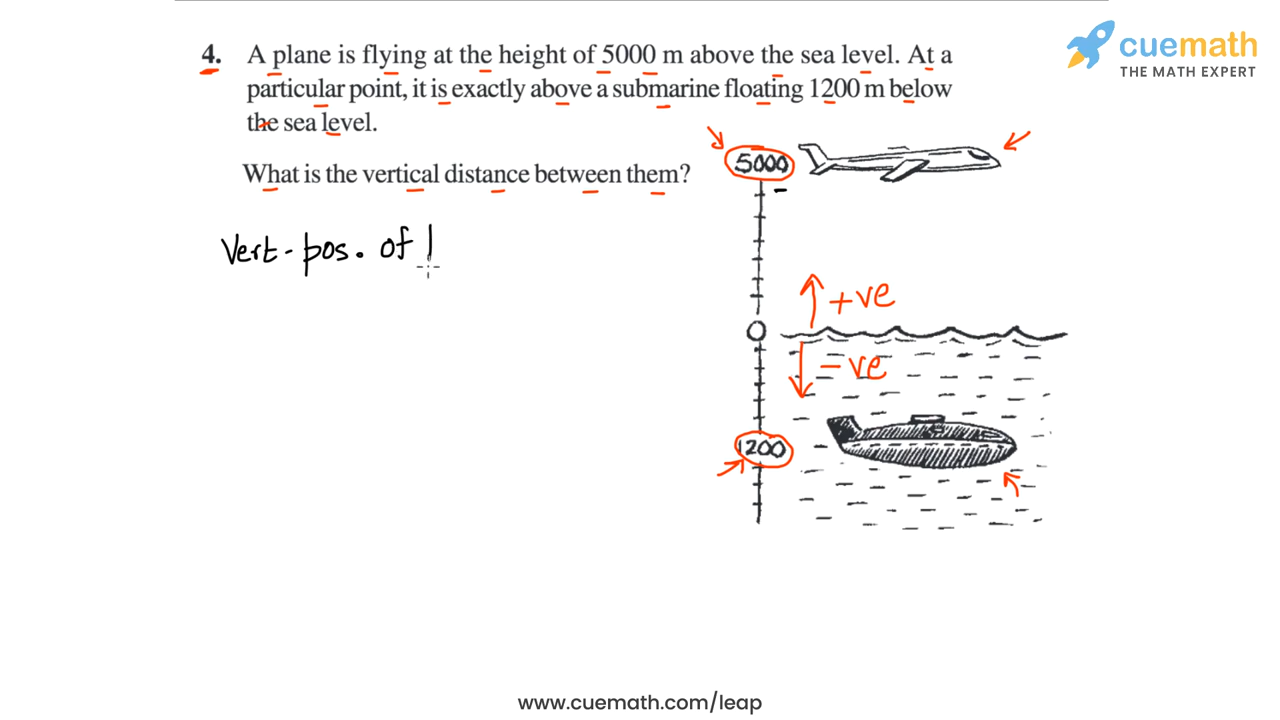 cuemath
THE MATH EXPERT
4. A plane is flying at the height of 5000 m above the sea level. At a
particular point, it is exactly above a submarine floating 1200 m below
the sea level.
What is the vertical distance between them?
5000
Vert-pos. of
+ve
0
-ve
1200
www.cuemath.com/leap